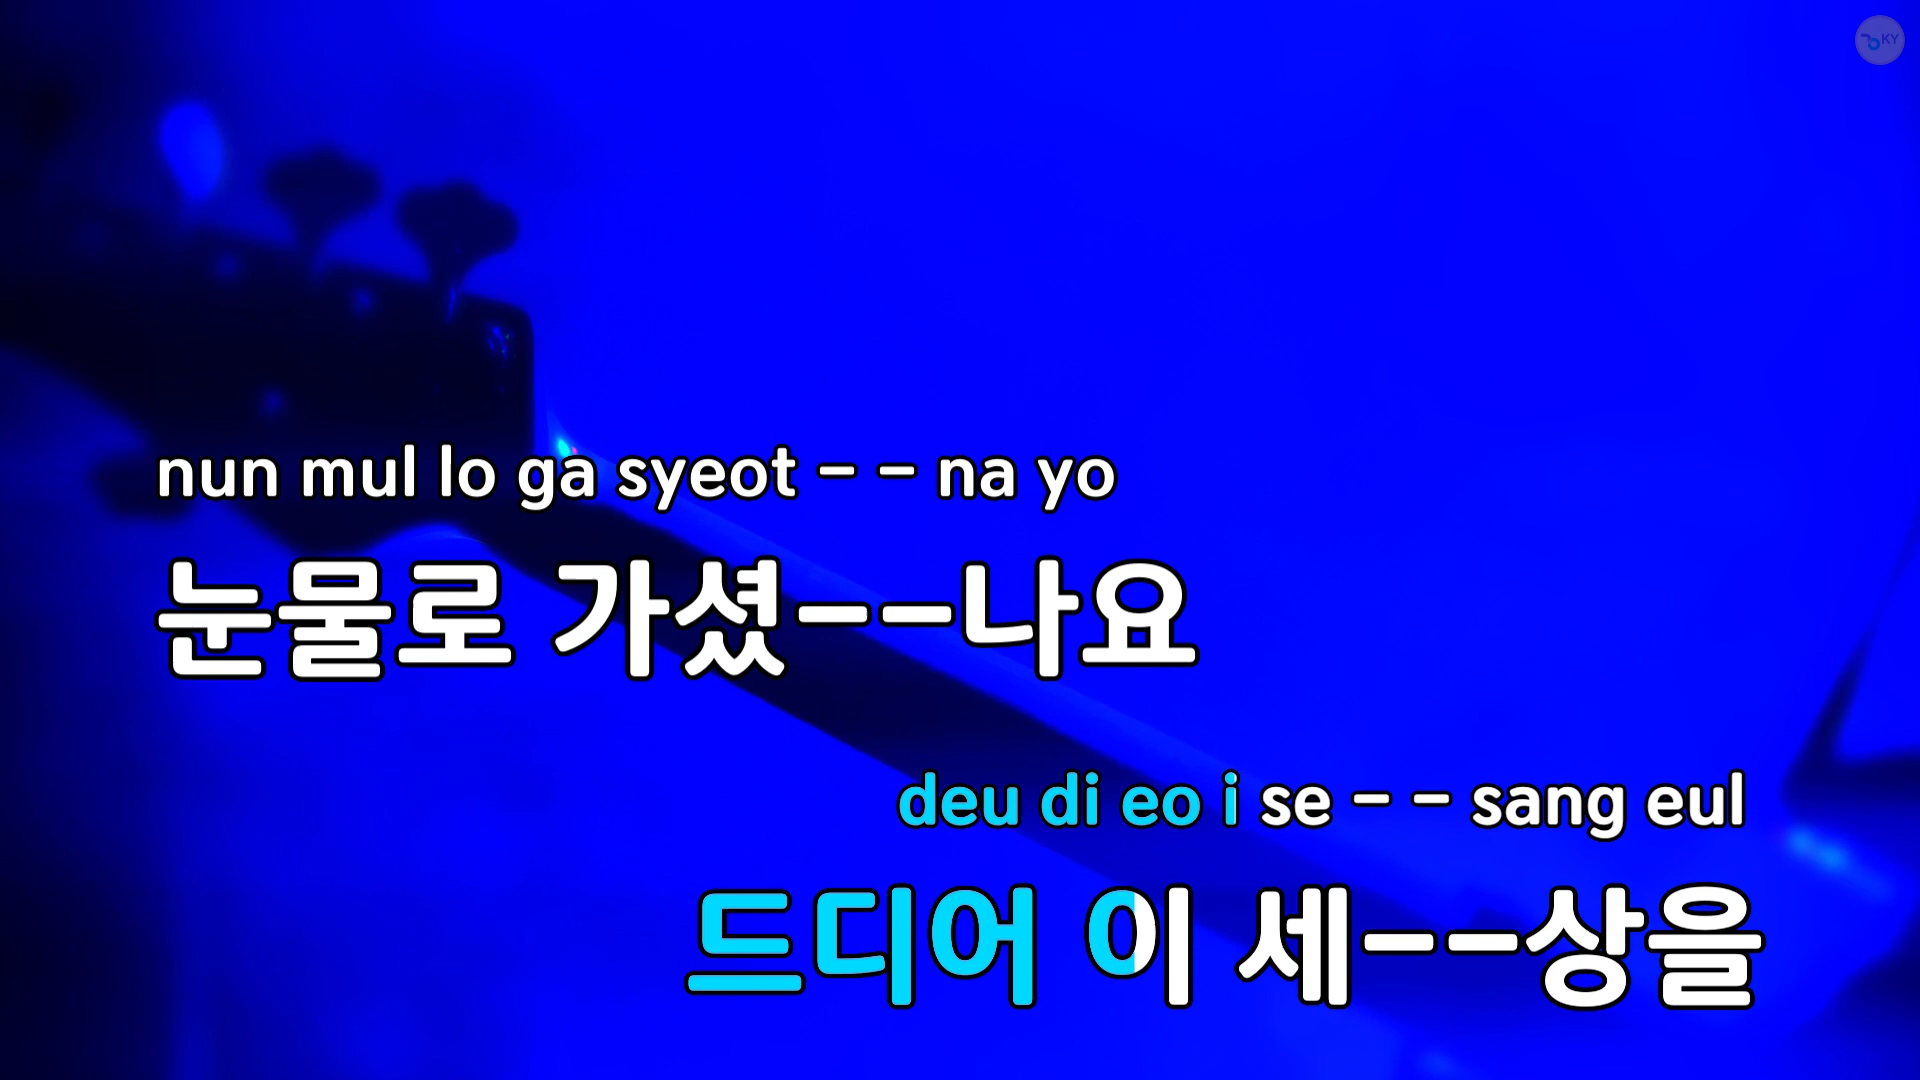 KY
nun mul lo ga syeot – – na yo
눈물로 가셨––나요
deu di eo i se – – sang eul
드디어 이 세––상을